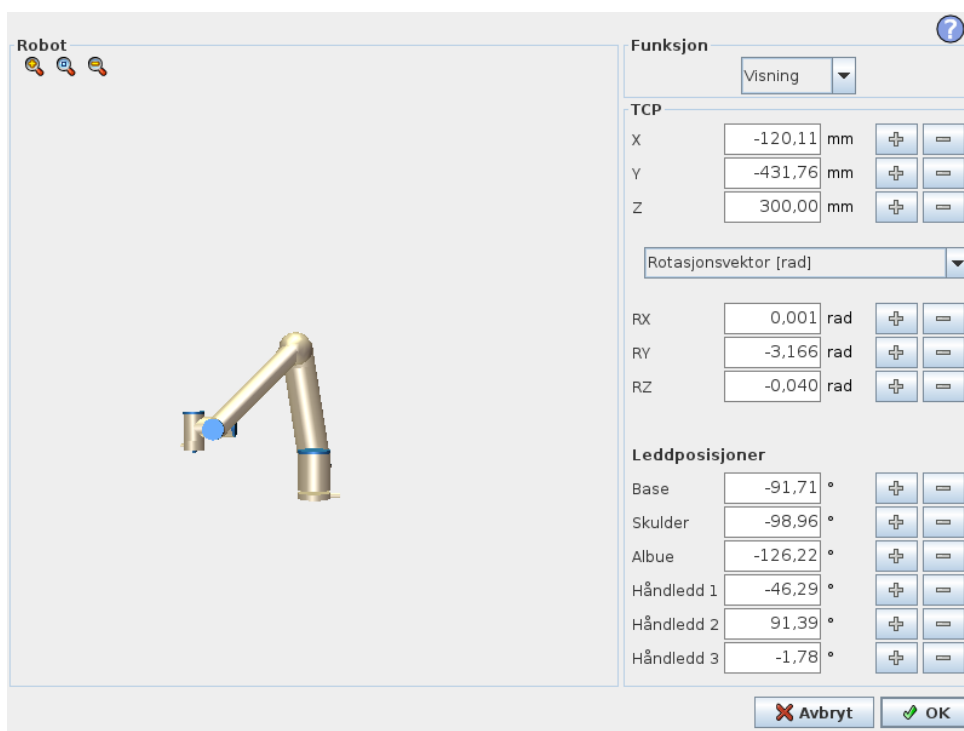 ?
Robot
Funksjon
Visning
TCP
X -120,11 mm
Y -431,76 mm
Z 300,00 mm
Rotasjonsvektor [rad]
RX 0,001 rad
RY -3,166 rad
RZ -0,040 rad
Leddposisjoner
Base -91,71 °
Skulder -98,96 °
Albue -126,22 °
Håndledd 1 -46,29 °
Håndledd 2 91,39 °
Håndledd 3 -1,78 °
Avbryt
OK